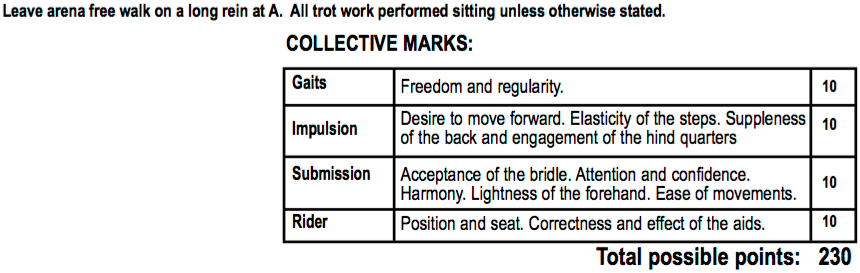 Leave arena free walk on a long rein at A. All trot work performed sitting unless otherwise stated.
COLLECTIVE MARKS:
Gaits Freedom and regularity. 10
Impulsion Desire to move forward. Elasticity of the steps. Suppleness 10
of the back and engagement of the hind quarters
Submission Acceptance of the bridle. Attention and confidence. 10
Harmony. Lightness of the forehand. Ease of movements.
Rider Position and seat. Correctness and effect of the aids. 10
Total possible points: 230